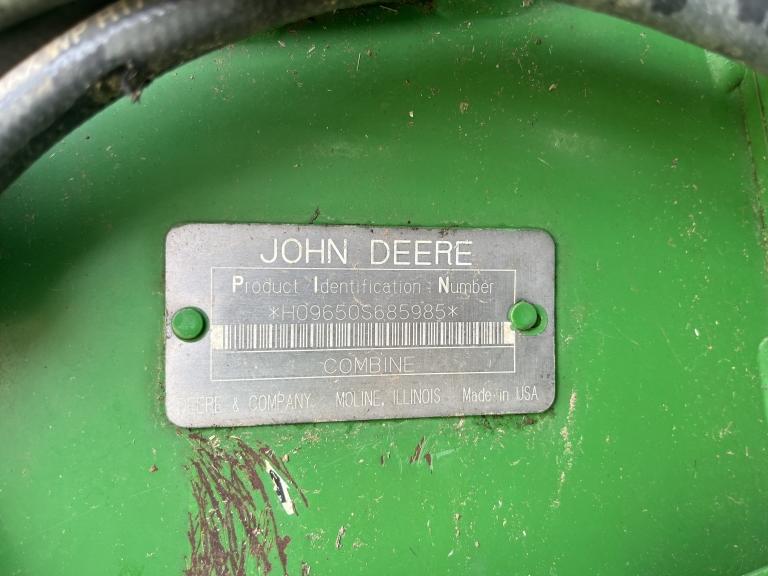 JOHN DEERE
Product Identification Number
*H09650S685985*
COMBINE
DEERE & COMPANY MOLINE, ILLINOIS Made in USA